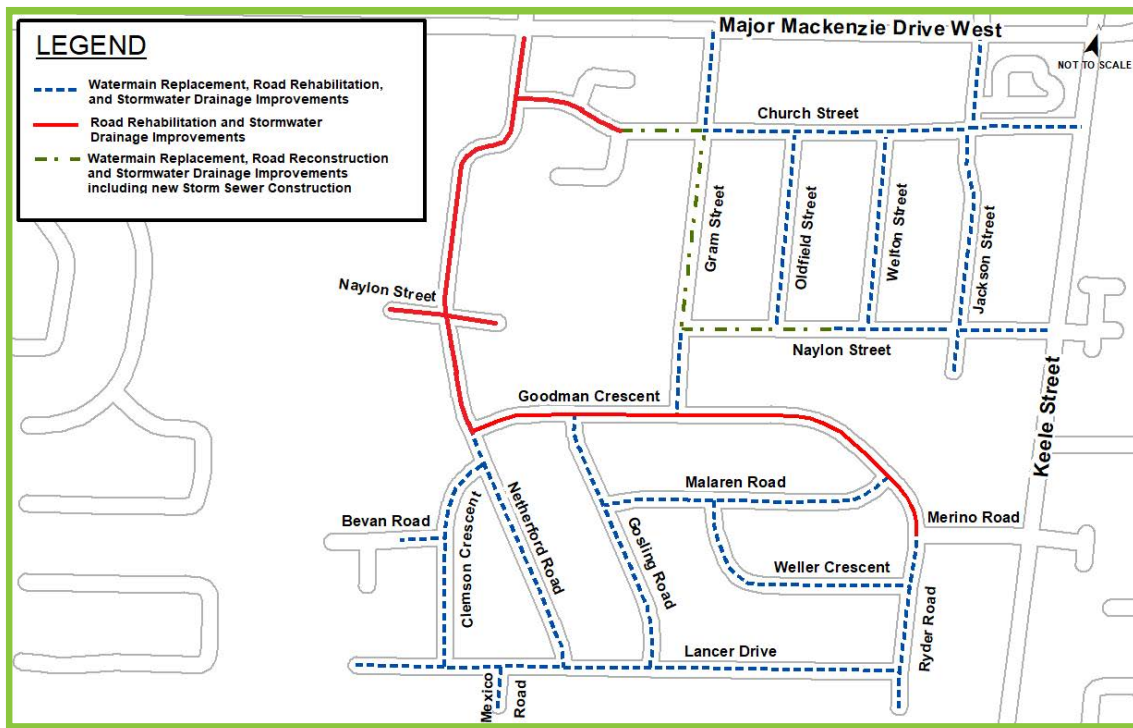 LEGEND
Watermain Replacement, Road Rehabilitation,
and Stormwater Drainage Improvements
Road Rehabilitation and Stormwater
Drainage Improvements
Watermain Replacement, Road Reconstruction
and Stormwater Drainage Improvements
including new Storm Sewer Construction
Major Mackenzie Drive West
NOT TO SCALE
Church Street
Gram Street
Oldfield Street
Welton Street
Jackson Street
Naylon Street
Naylon Street
Keele Street
Goodman Crescent
Malaren Road
Merino Road
Bevan Road
Clemson Crescent
Netherford Road
Gosling Road
Weller Crescent
Ryder Road
Lancer Drive
Mexico
Road